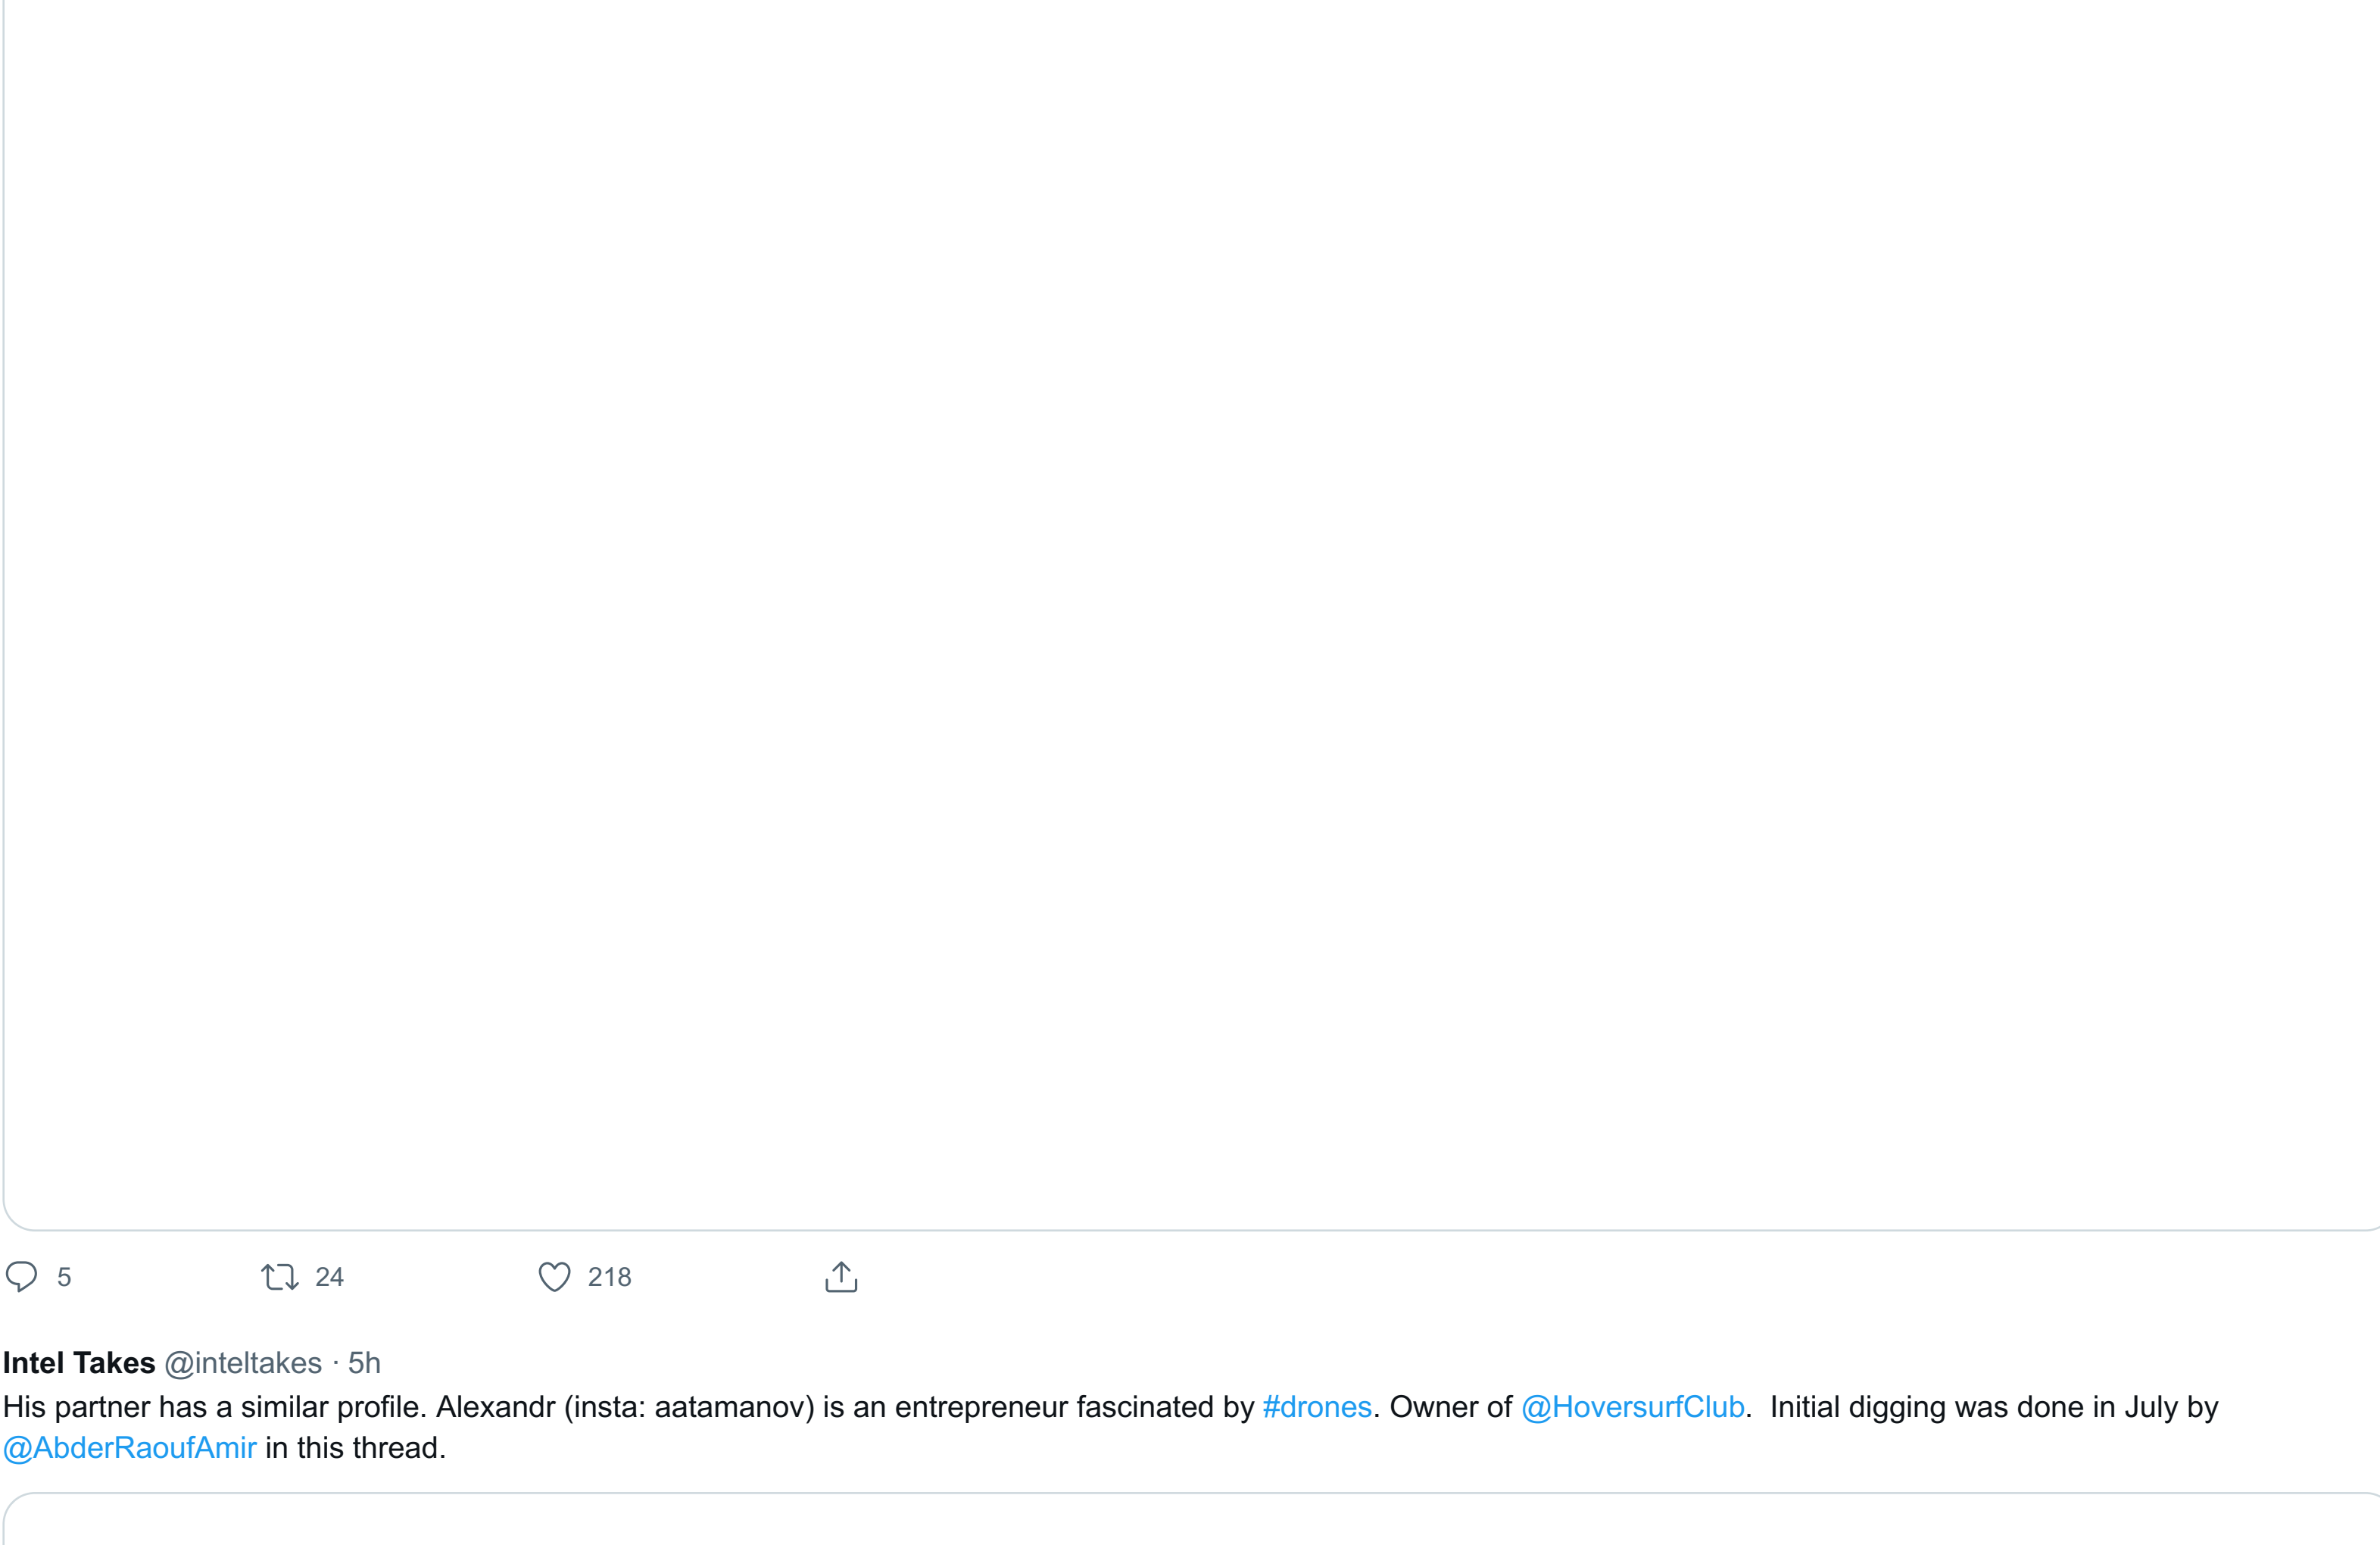 5 24 218
Intel Takes @inteltakes · 5h
His partner has a similar profile. Alexandr (insta: aatamanov) is an entrepreneur fascinated by #drones. Owner of @HoversurfClub.  Initial digging was done in July by
@AbderRaoufAmir in this thread.